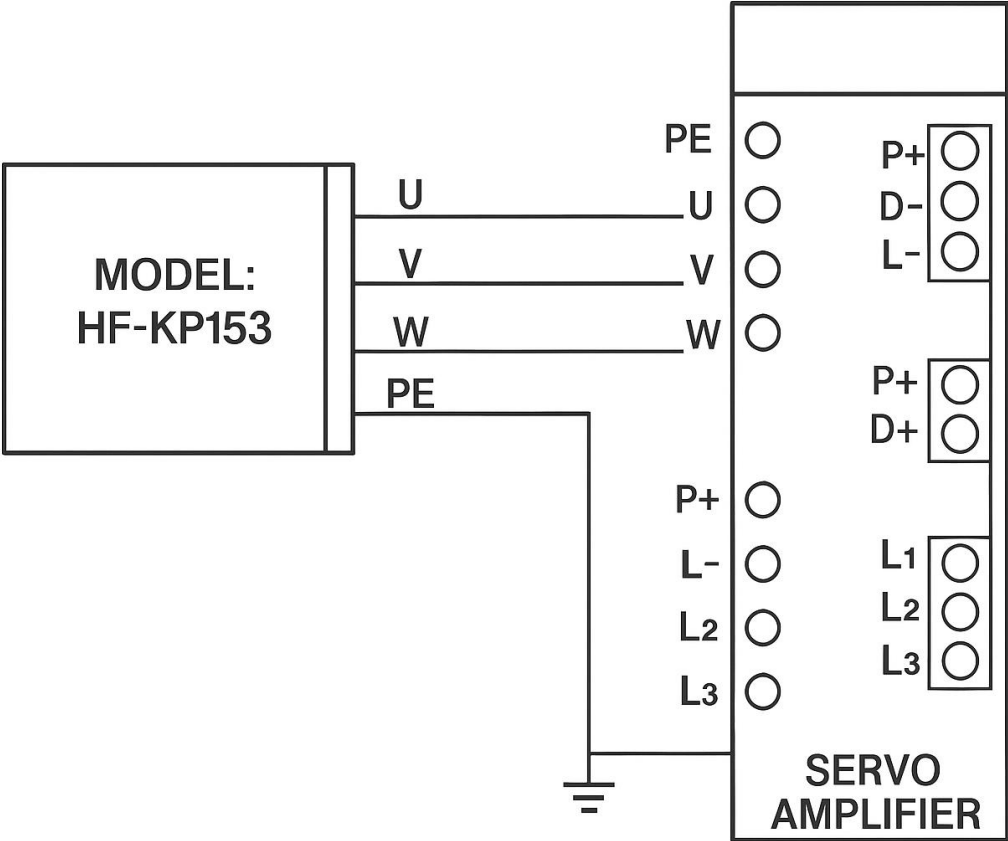 MODEL:
HF-KP153
U
V
W
PE
PE
U
V
W
P+
L-
L2
L3
P+
D-
L-
P+
D+
L1
L2
L3
SERVO
AMPLIFIER